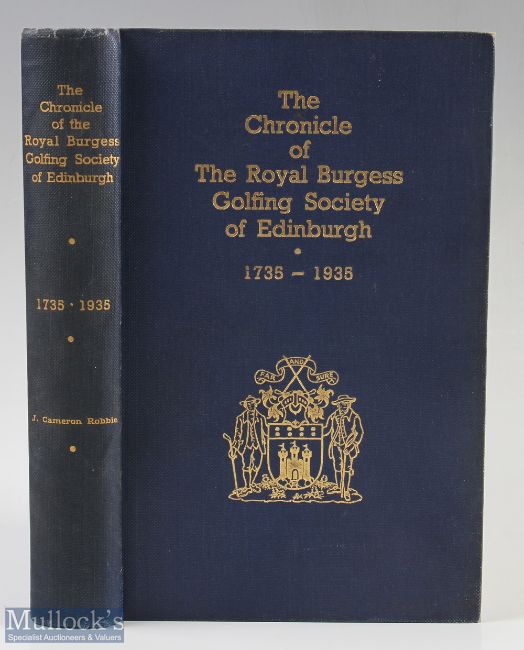 The
Chronicle
of the
Royal Burgess
Golfing Society
of Edinburgh
1735 · 1935
J. Cameron Robbie
The
Chronicle
of
The Royal Burgess
Golfing Society
of Edinburgh
1735 – 1935
FAR AND SURE
Mullock's
Specialist Auctioneers & Valuers